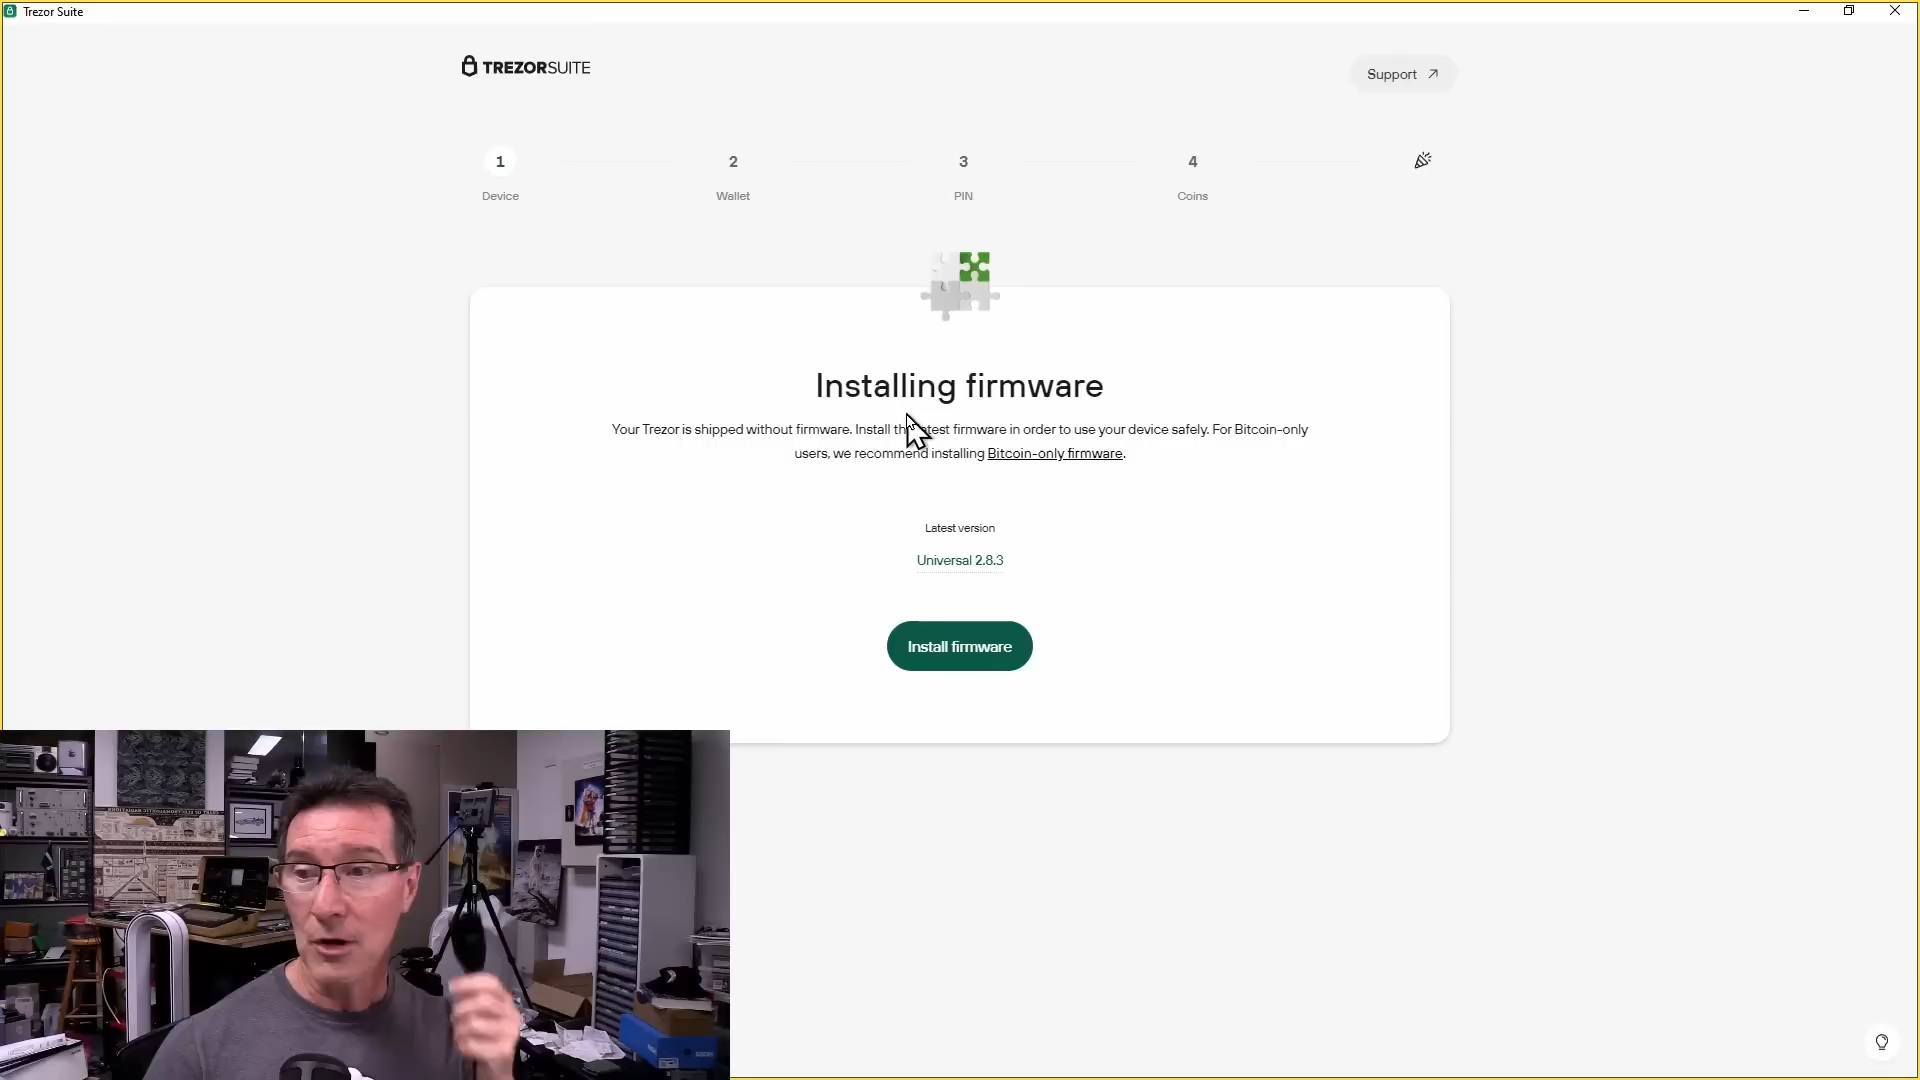 Trezor Suite
TREZORSUITE
Support
1
2
3
4
Device
Wallet
PIN
Coins
Installing firmware
Your Trezor is shipped without firmware. Install the latest firmware in order to use your device safely. For Bitcoin-only
users, we recommend installing Bitcoin-only firmware.
Latest version
Universal 2.8.3
Install firmware